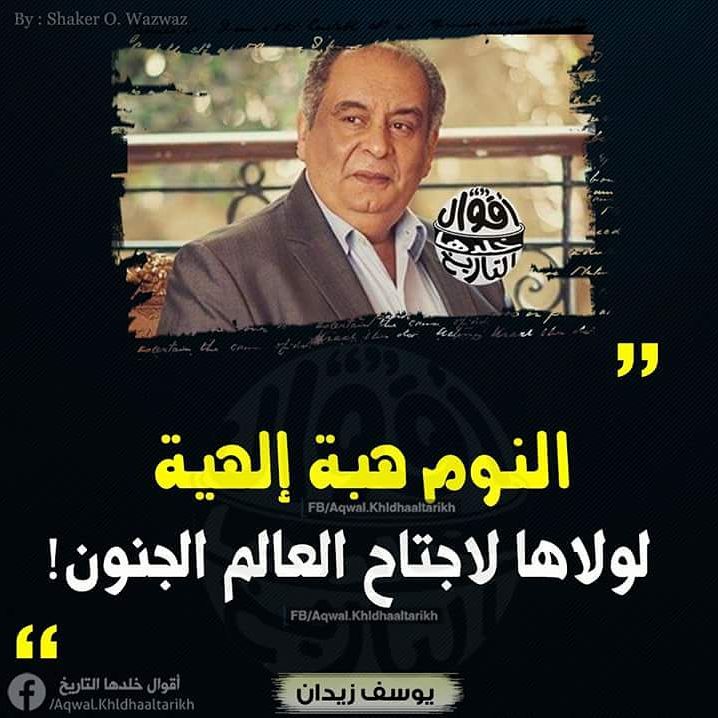 By : Shaker O. Wazwaz
أقوال
خلدها
التاريخ
النوم هبة إلهية
FB/Aqwal.Khldhaaltarikh
لولاها لاجتاح العالم الجنون!
FB/Aqwal.Khldhaaltarikh
يوسف زيدان
أقوال خلدها التاريخ
/Aqwal.Khldhaaltarikh